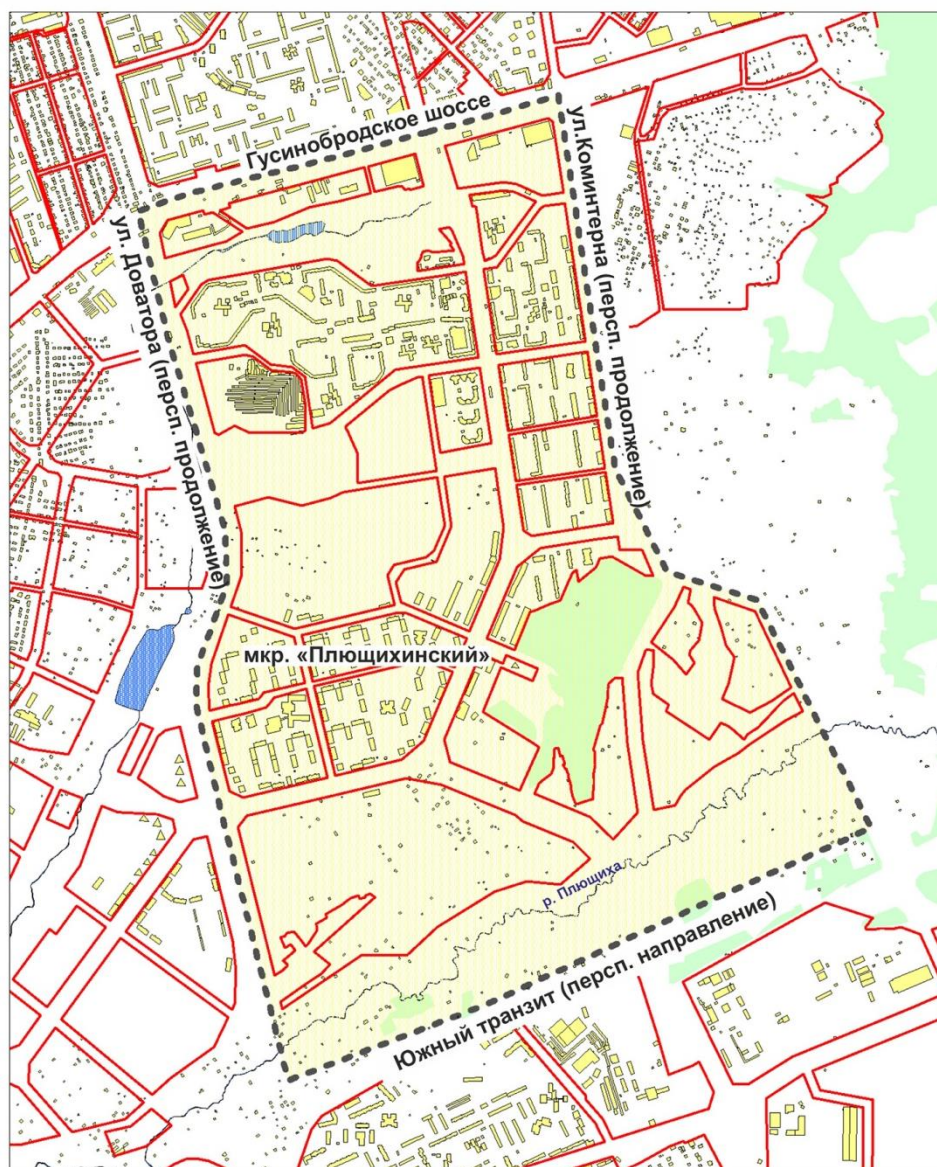 Гусинобродское шоссе
ул.Коминтерна (персп. продолжение)
ул. Доватора (персп. продолжение)
мкр. «Плющихинский»
р. Плющиха
Южный транзит (персп. направление)